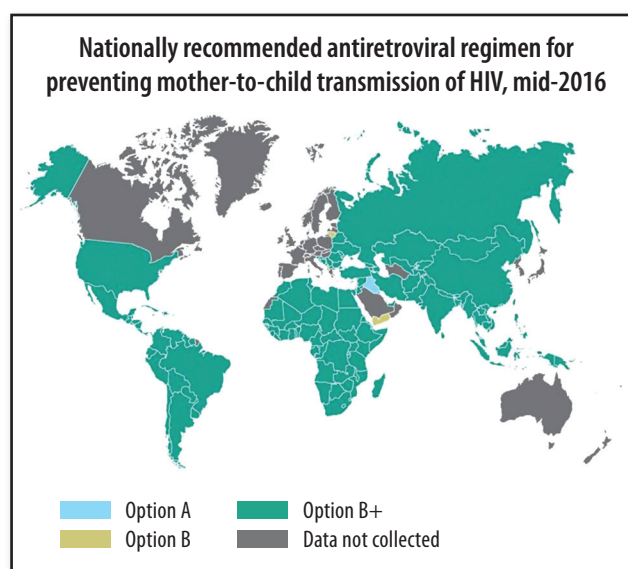 Nationally recommended antiretroviral regimen for
preventing mother-to-child transmission of HIV, mid-2016
Option A
Option B+
Option B
Data not collected